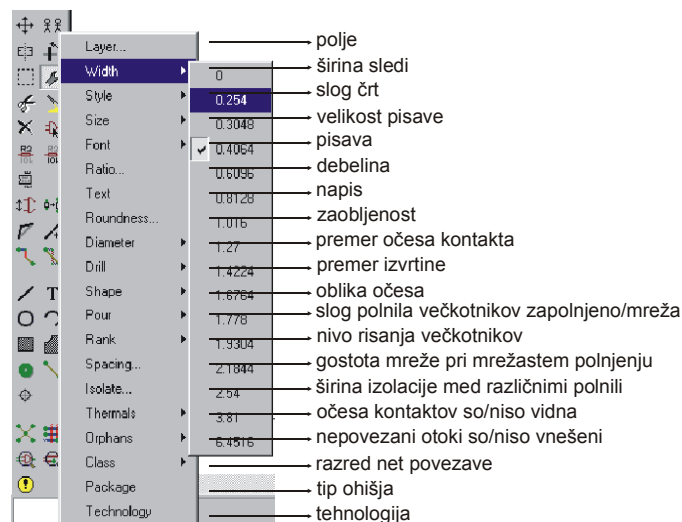 Layer... polje
Width 0 širina sledi
Style 0.254 slog črt
Size 0.3048 velikost pisave
Font 0.4064 pisava
Ratio... 0.6096 debelina
Text 0.8128 napis
Roundness... 1.016 zaobljenost
Diameter 1.27 premer očesa kontakta
Drill 1.4224 premer izvrtine
Shape 1.6764 oblika očesa
Pour 1.778 slog polnila večkotnikov zapolnjeno/mreža
Rank 1.9304 nivo risanja večkotnikov
Spacing... 2.1844 gostota mreže pri mrežastem polnjenju
Isolate... 2.54 širina izolacije med različnimi polnili
Thermals 3.81 očesa kontaktov so/niso vidna
Orphans 6.4516 nepovezani otoki so/niso vnešeni
Class razred net povezave
Package tip ohišja
Technology tehnologija